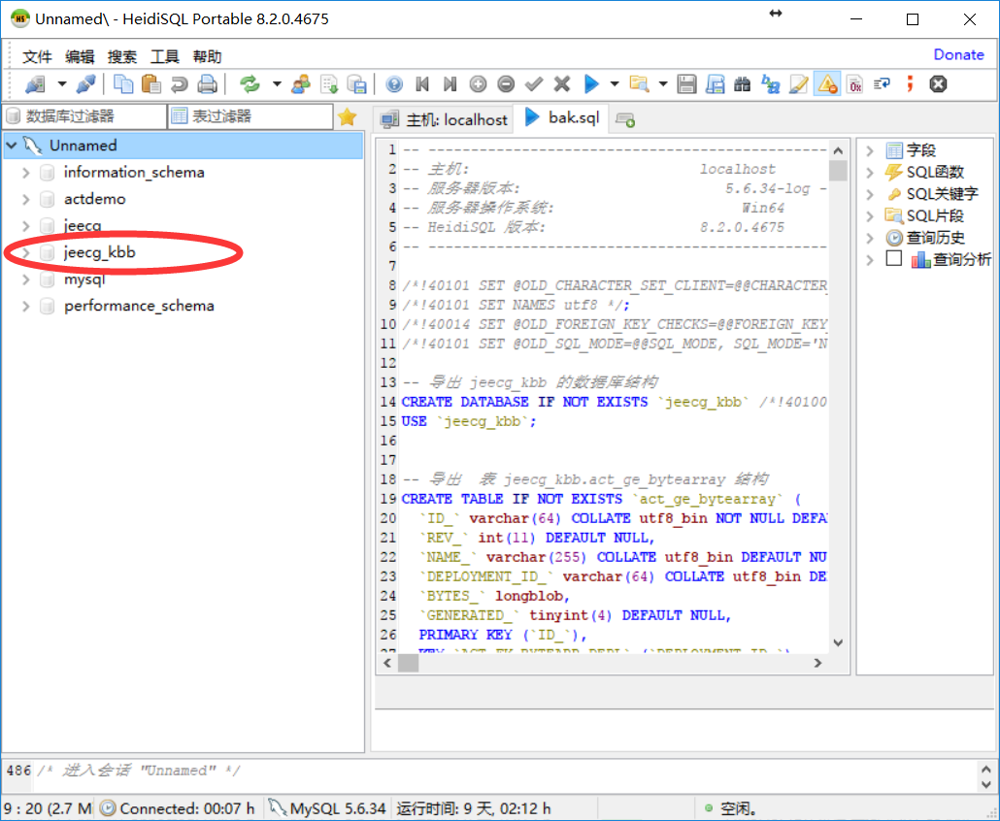 Unnamed\ - HeidiSQL Portable 8.2.0.4675
文件 编辑 搜索 工具 帮助 Donate
数据库过滤器 表过滤器
主机: localhost bak.sql
Unnamed
information_schema
actdemo
jeecg
jeecg_kbb
mysql
performance_schema
1 -- --------------------------------------------------------
2 -- 主机: localhost
3 -- 服务器版本: 5.6.34-log -
4 -- 服务器操作系统: Win64
5 -- HeidiSQL 版本: 8.2.0.4675
6 -- --------------------------------------------------------
7
8 /*!40101 SET @OLD_CHARACTER_SET_CLIENT=@@CHARACTER_
9 /*!40101 SET NAMES utf8 */;
10 /*!40014 SET @OLD_FOREIGN_KEY_CHECKS=@@FOREIGN_KEY_
11 /*!40101 SET @OLD_SQL_MODE=@@SQL_MODE, SQL_MODE='N
12
13 -- 导出 jeecg_kbb 的数据库结构
14 CREATE DATABASE IF NOT EXISTS `jeecg_kbb` /*!40100
15 USE `jeecg_kbb`;
16
17
18 -- 导出 表 jeecg_kbb.act_ge_bytearray 结构
19 CREATE TABLE IF NOT EXISTS `act_ge_bytearray` (
20 `ID_` varchar(64) COLLATE utf8_bin NOT NULL DEFA
21 `REV_` int(11) DEFAULT NULL,
22 `NAME_` varchar(255) COLLATE utf8_bin DEFAULT NU
23 `DEPLOYMENT_ID_` varchar(64) COLLATE utf8_bin DE
24 `BYTES_` longblob,
25 `GENERATED_` tinyint(4) DEFAULT NULL,
26 PRIMARY KEY (`ID_`),
27 KEY `ACT_FK_BYTEARR_DEPL` (`DEPLOYMENT_ID_`)
字段
SQL函数
SQL关键字
SQL片段
查询历史
查询分析
486 /* 进入会话 "Unnamed" */
9 : 20 (2.7 M Connected: 00:07 h MySQL 5.6.34 运行时间: 9 天, 02:12 h 空闲。